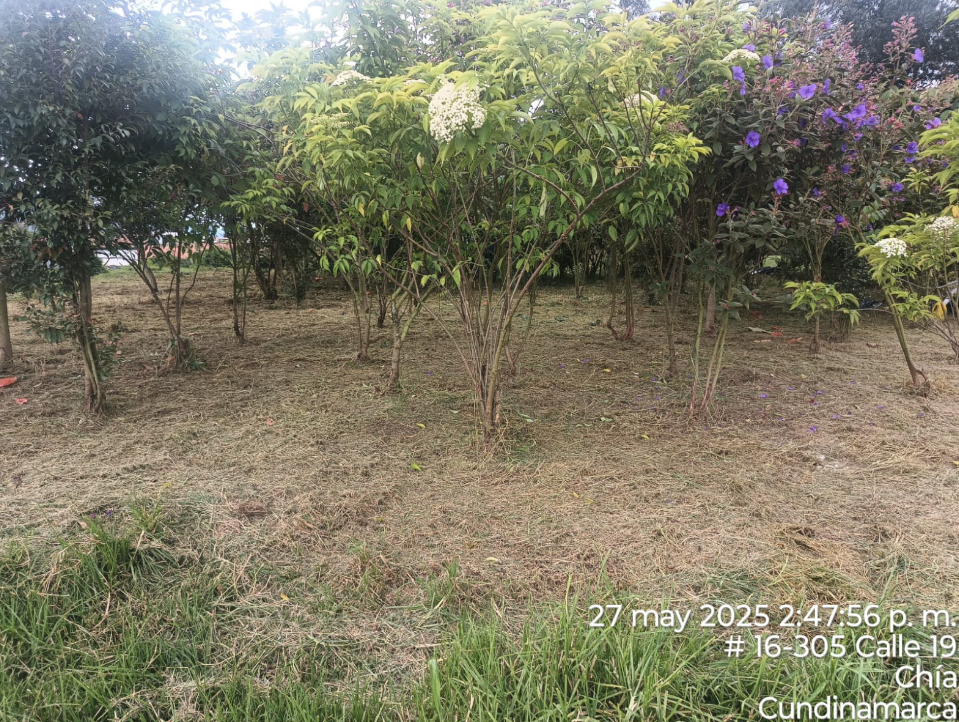 27 may 2025 2:47:56 p. m.
# 16-305 Calle 19
Chía
Cundinamarca